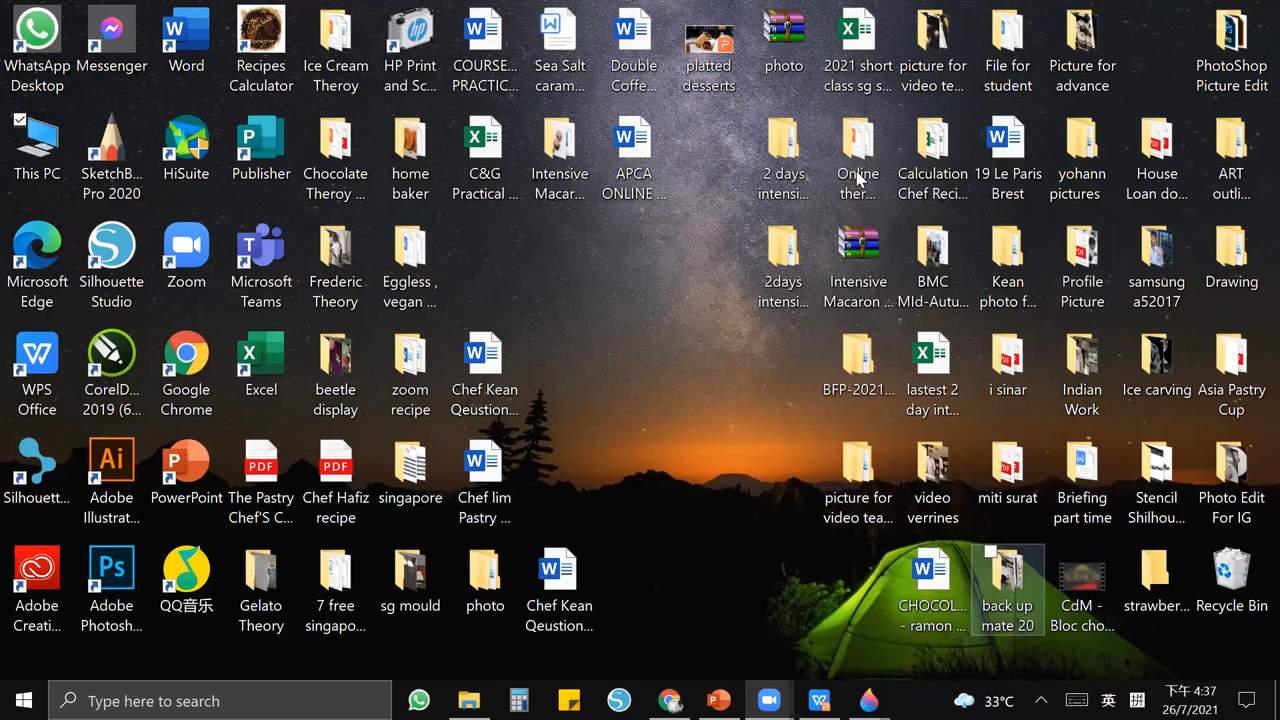 WhatsApp
Desktop
Messenger
Word
Recipes
Calculator
Ice Cream
Theroy
HP Print
and Sc...
COURSE...
PRACTIC...
Sea Salt
caram...
Double
Coffe...
platted
desserts
photo
2021 short
class sg s...
picture for
video te...
File for
student
Picture for
advance
PhotoShop
Picture Edit
This PC
SketchB...
Pro 2020
HiSuite
Publisher
Chocolate
Theroy ...
home
baker
C&G
Practical ...
Intensive
Macar...
APCA
ONLINE ...
2 days
intensi...
Online
ther...
Calculation
Chef Reci...
19 Le Paris
Brest
yohann
pictures
House
Loan do...
ART
outli...
Microsoft
Edge
Silhouette
Studio
Zoom
Microsoft
Teams
Frederic
Theory
Eggless ,
vegan ...
2days
intensi...
Intensive
Macaron ...
BMC
MId-Autu...
Kean
photo f...
Profile
Picture
samsung
a52017
Drawing
WPS
Office
CorelD...
2019 (6...
Google
Chrome
Excel
beetle
display
zoom
recipe
Chef Kean
Qeustion...
BFP-2021...
lastest 2
day int...
i sinar
Indian
Work
Ice carving
Asia Pastry
Cup
Silhouett...
Adobe
Illustrat...
PowerPoint
PDF
The Pastry
Chef'S C...
PDF
Chef Hafiz
recipe
singapore
Chef lim
Pastry ...
picture for
video tea...
video
verrines
miti surat
Briefing
part time
Stencil
Shilhou...
Photo Edit
For IG
Adobe
Creati...
Adobe
Photosh...
QQ音乐
Gelato
Theory
7 free
singapo...
sg mould
photo
Chef Kean
Qeustion...
CHOCOL...
- ramon ...
back up
mate 20
CdM -
Bloc cho...
strawber...
Recycle Bin
Type here to search
33°C
英
拼
下午 4:37
26/7/2021